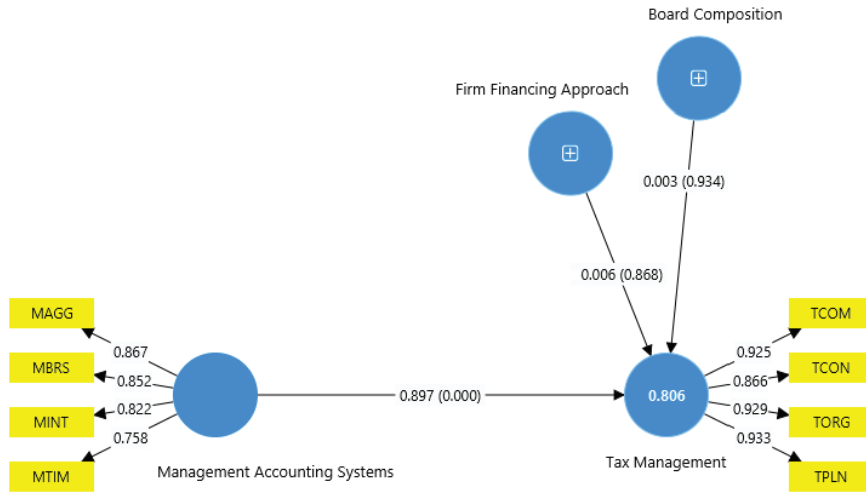 Board Composition
Firm Financing Approach
0.003 (0.934)
0.006 (0.868)
MAGG
MBRS
MINT
MTIM
0.867
0.852
0.822
0.758
Management Accounting Systems
0.897 (0.000)
0.806
Tax Management
0.925
0.866
0.929
0.933
TCOM
TCON
TORG
TPLN